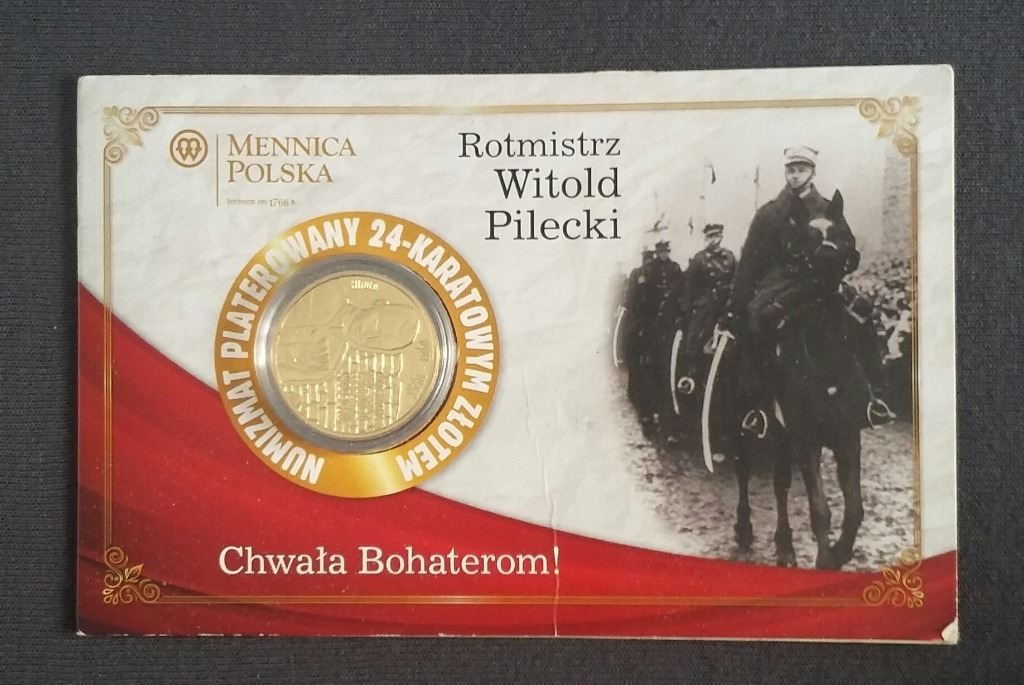 MENNICA
POLSKA
ISTNIEJE OD 1766 R.
Rotmistrz
Witold
Pilecki
NUMIZMAT PLATEROWANY 24-KARATOWYM ZŁOTEM
Chwała Bohaterom!